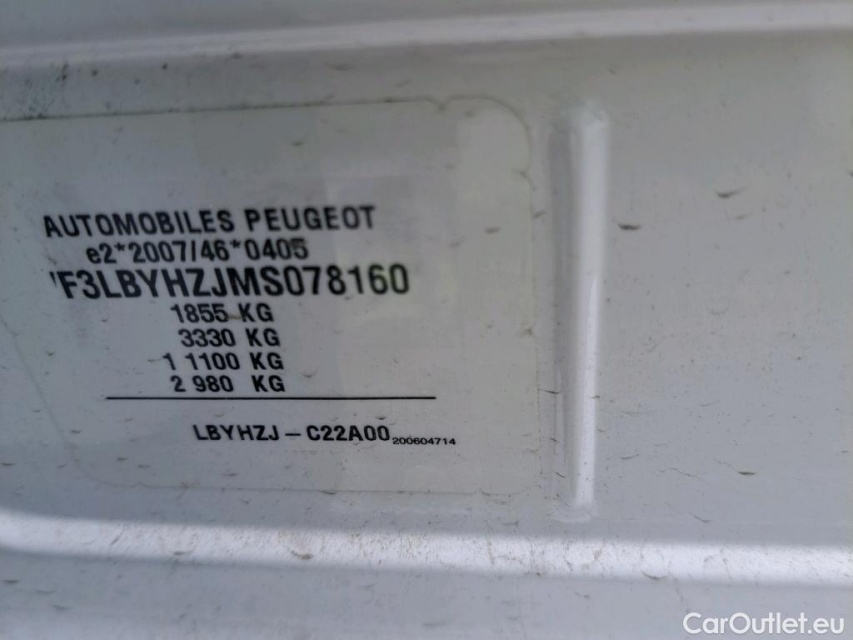 AUTOMOBILES PEUGEOT
e2*2007/46*0405
VF3LBYHZJMS078160
1855 KG
3330 KG
1 1100 KG
2 980 KG
LBYHZJ - C22A00 200604714
CarOutlet.eu